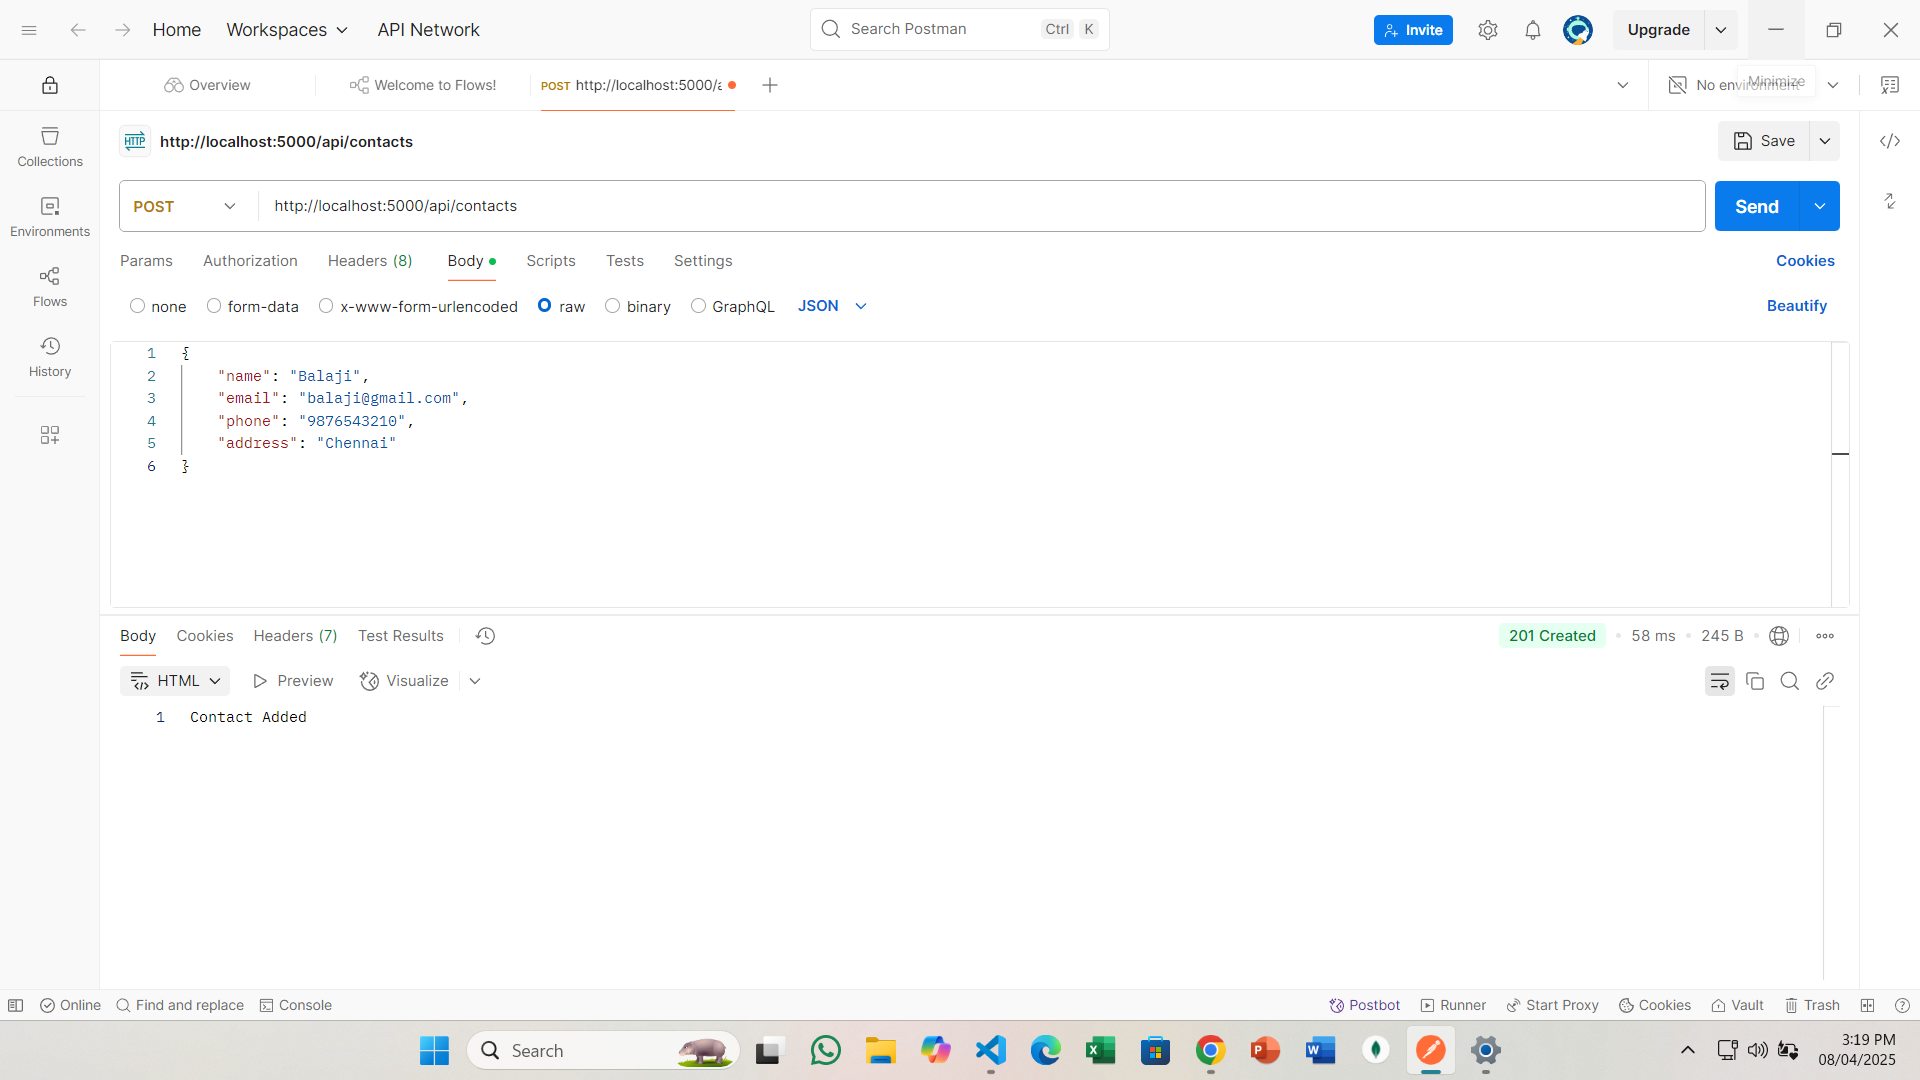 Home
Workspaces
API Network
Search Postman
Ctrl
K
Invite
Upgrade
Overview
Welcome to Flows!
POST http://localhost:5000/a
No environment
Minimize
Collections
Environments
Flows
History
HTTP
http://localhost:5000/api/contacts
Save
POST
http://localhost:5000/api/contacts
Send
Params
Authorization
Headers (8)
Body
Scripts
Tests
Settings
Cookies
none
form-data
x-www-form-urlencoded
raw
binary
GraphQL
JSON
Beautify
1 {
2 "name": "Balaji",
3 "email": "balaji@gmail.com",
4 "phone": "9876543210",
5 "address": "Chennai"
6 }
Body
Cookies
Headers (7)
Test Results
201 Created
58 ms
245 B
HTML
Preview
Visualize
1 Contact Added
Online
Find and replace
Console
Postbot
Runner
Start Proxy
Cookies
Vault
Trash
Search
3:19 PM
08/04/2025